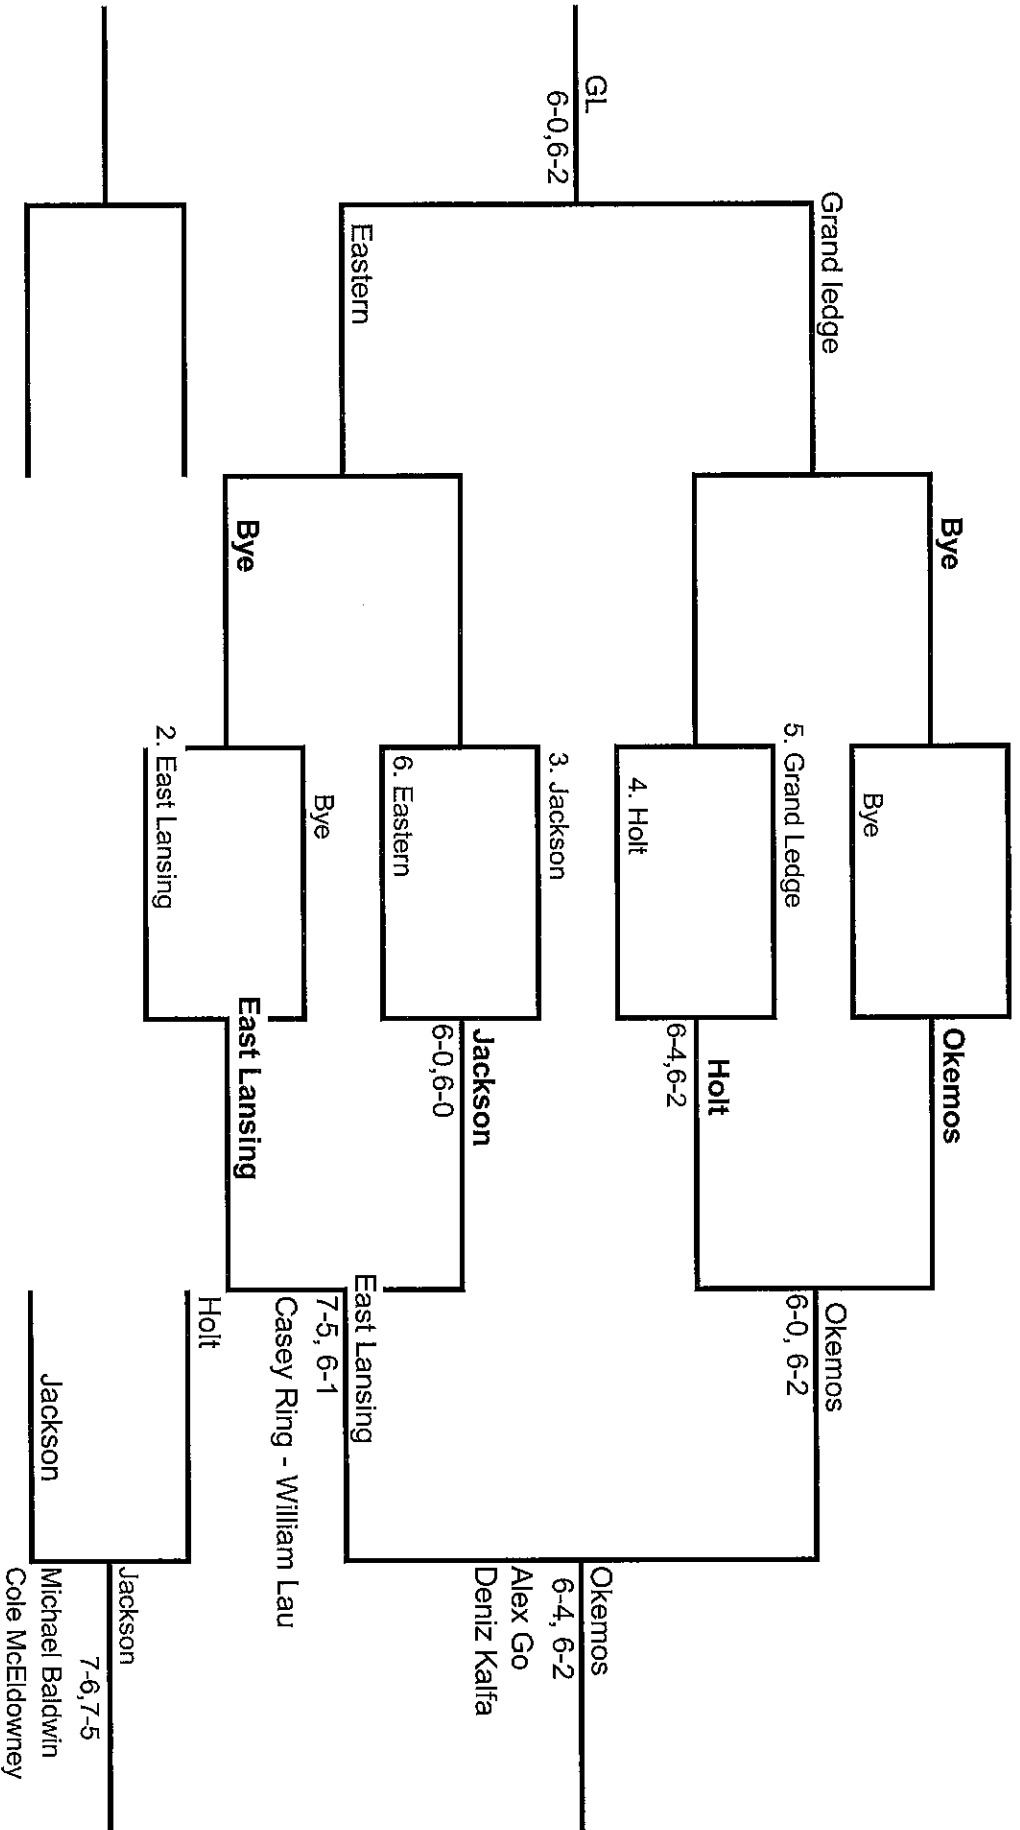 Bye
Okemos
Bye
Grand ledge
5. Grand Ledge
Okemos
6-0, 6-2
4. Holt
Holt
6-4,6-2
GL
6-0,6-2
Okemos
6-4, 6-2
Alex Go
Deniz Kalfa
3. Jackson
Jackson
6-0,6-0
6. Eastern
Eastern
East Lansing
7-5, 6-1
Casey Ring - William Lau
Bye
Bye
East Lansing
2. East Lansing
Holt
Jackson
Jackson
7-6,7-5
Michael Baldwin
Cole McEldowney